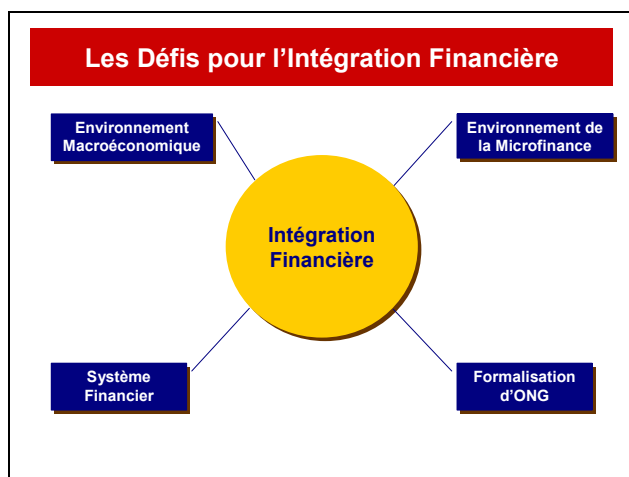 Les Défis pour l'Intégration Financière
Environnement
Macroéconomique
Environnement de
la Microfinance
Intégration
Financière
Système
Financier
Formalisation
d'ONG